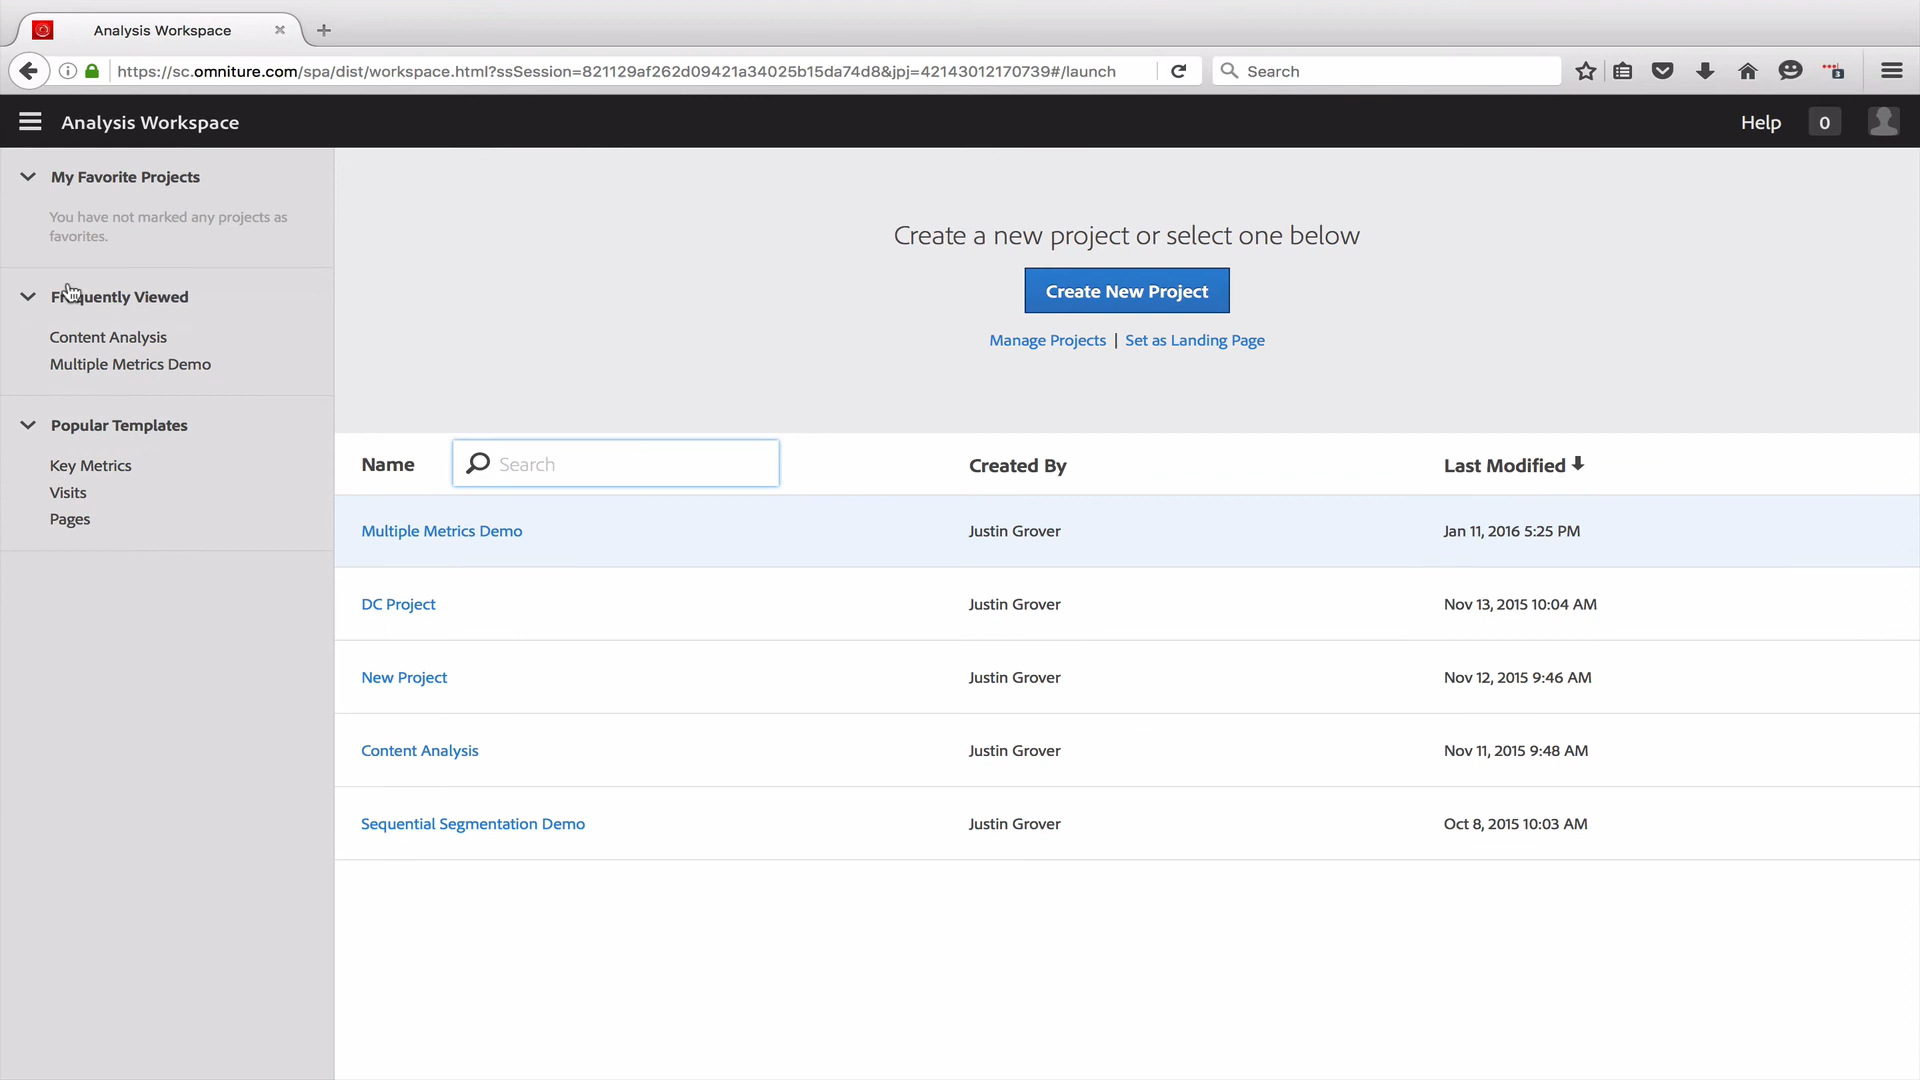 Analysis Workspace
https://sc.omniture.com/spa/dist/workspace.html?ssSession=821129af262d09421a34025b15da74d8&jpj=42143012170739#/launch
Search
Analysis Workspace
Help
0
My Favorite Projects
You have not marked any projects as
favorites.
Frequently Viewed
Content Analysis
Multiple Metrics Demo
Popular Templates
Key Metrics
Visits
Pages
Create a new project or select one below
Create New Project
Manage Projects | Set as Landing Page
Name Search Created By Last Modified
Multiple Metrics Demo Justin Grover Jan 11, 2016 5:25 PM
DC Project Justin Grover Nov 13, 2015 10:04 AM
New Project Justin Grover Nov 12, 2015 9:46 AM
Content Analysis Justin Grover Nov 11, 2015 9:48 AM
Sequential Segmentation Demo Justin Grover Oct 8, 2015 10:03 AM